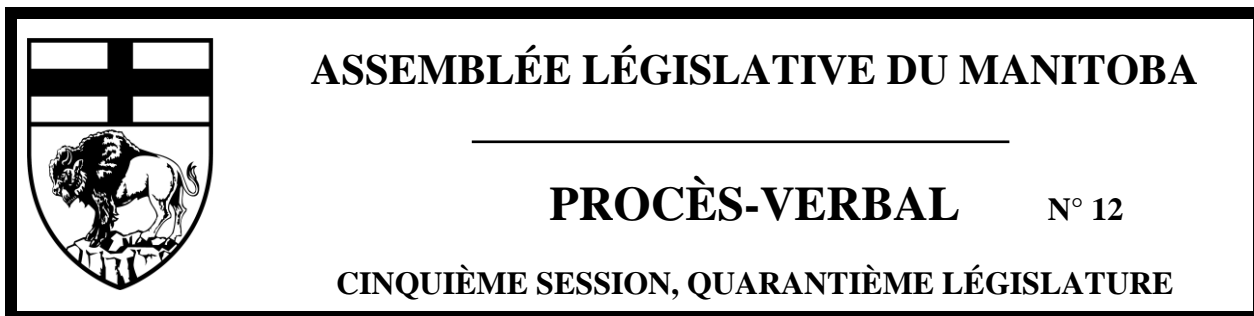 ASSEMBLÉE LÉGISLATIVE DU MANITOBA
PROCÈS-VERBAL N° 12
CINQUIÈME SESSION, QUARANTIÈME LÉGISLATURE